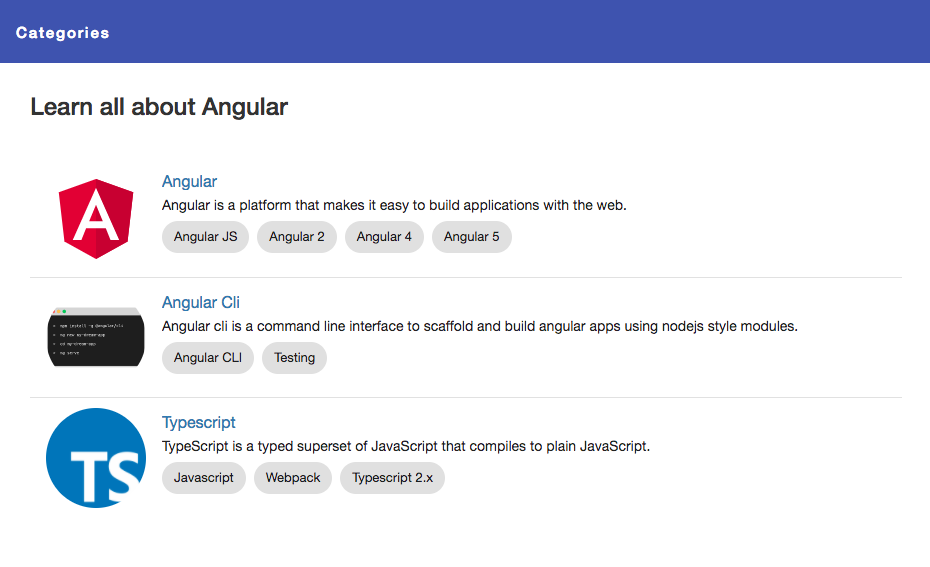 Categories
Learn all about Angular
Angular
Angular is a platform that makes it easy to build applications with the web.
Angular JS Angular 2 Angular 4 Angular 5
A
Angular Cli
Angular cli is a command line interface to scaffold and build angular apps using nodejs style modules.
Angular CLI Testing
> npm install -g @angular/cli
> ng new my-dream-app
> cd my-dream-app
> ng serve
Typescript
TypeScript is a typed superset of JavaScript that compiles to plain JavaScript.
Javascript Webpack Typescript 2.x
TS